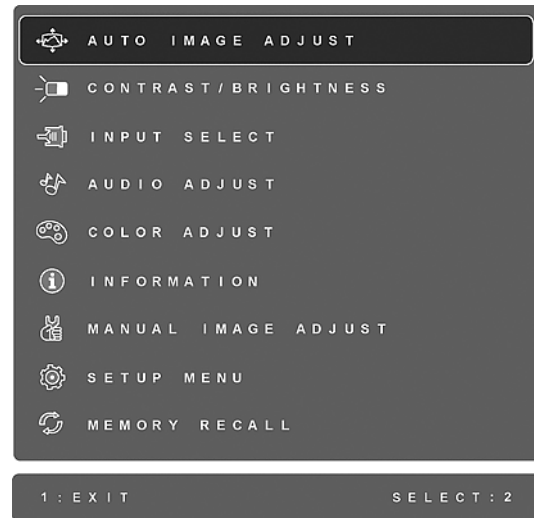 AUTO IMAGE ADJUST
CONTRAST/BRIGHTNESS
INPUT SELECT
AUDIO ADJUST
COLOR ADJUST
INFORMATION
MANUAL IMAGE ADJUST
SETUP MENU
MEMORY RECALL
1:EXIT SELECT:2